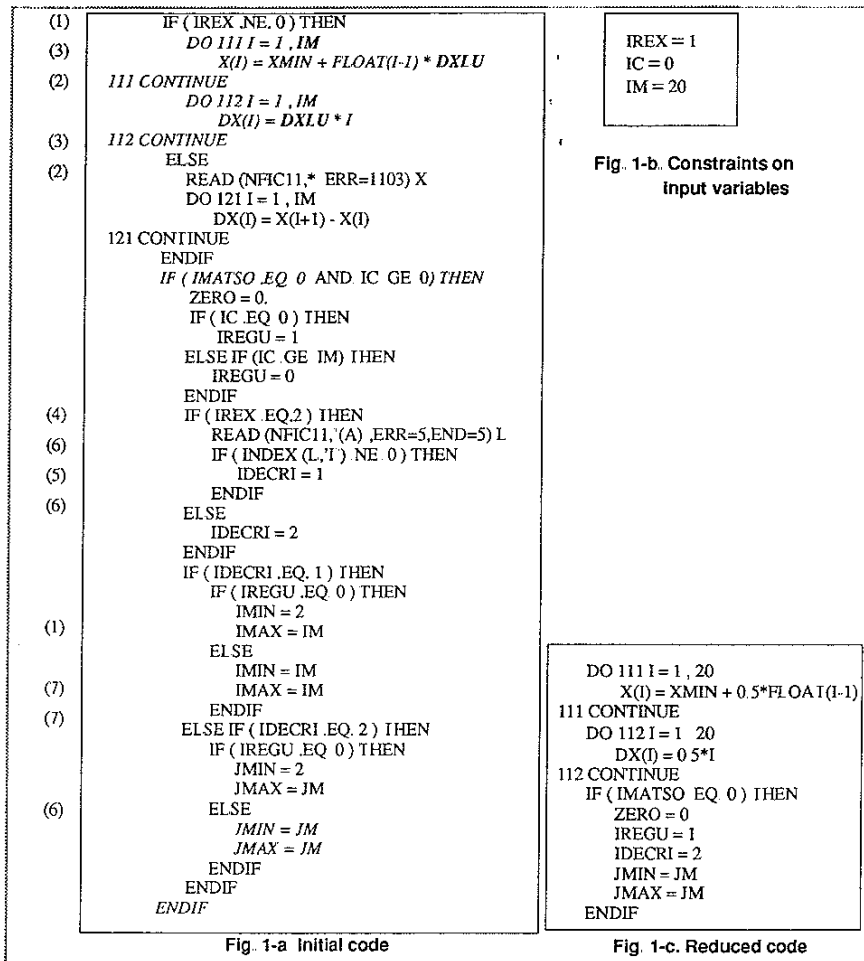 (1) IF ( IREX .NE. 0) THEN
DO 111 I = 1 , IM
(3) X(I) = XMIN + FLOAT(I-1) * DXLU
(2) 111 CONTINUE
DO 112 I = 1 , IM
DX(I) = DXLU * I
(3) 112 CONTINUE
ELSE
(2) READ (NFIC11,* ERR=1103) X
DO 121 I = 1 , IM
DX(I) = X(I+1) - X(I)
121 CONTINUE
ENDIF
IF ( IMATSO .EQ 0 AND IC GE 0) THEN
ZERO = 0.
IF ( IC .EQ 0 ) THEN
IREGU = 1
ELSE IF (IC .GE IM) THEN
IREGU = 0
ENDIF
(4) IF ( IREX .EQ.2 ) THEN
READ (NFIC11,'(A) ,ERR=5,END=5) L
(6) IF ( INDEX (L,'I') NE 0 ) THEN
(5) IDECRI = 1
ENDIF
(6) ELSE
IDECRI = 2
ENDIF
IF ( IDECRI .EQ. 1 ) THEN
IF ( IREGU .EQ 0 ) THEN
IMIN = 2
(1) IMAX = IM
ELSE
IMIN = IM
(7) IMAX = IM
ENDIF
(7) ELSE IF ( IDECRI .EQ. 2 ) THEN
IF ( IREGU .EQ 0 ) THEN
JMIN = 2
JMAX = JM
(6) ELSE
JMIN = JM
JMAX = JM
ENDIF
ENDIF
ENDIF
Fig.. 1-a Initial code
IREX = 1
IC = 0
IM = 20
Fig.. 1-b. Constraints on
input variables
DO 111 I = 1 , 20
X(I) = XMIN + 0.5*FLOAT(I-1)
111 CONTINUE
DO 112 I = 1 20
DX(I) = 0 5*I
112 CONTINUE
IF ( IMATSO EQ. 0 ) THEN
ZERO = 0
IREGU = 1
IDECRI = 2
JMIN = JM
JMAX = JM
ENDIF
Fig. 1-c. Reduced code